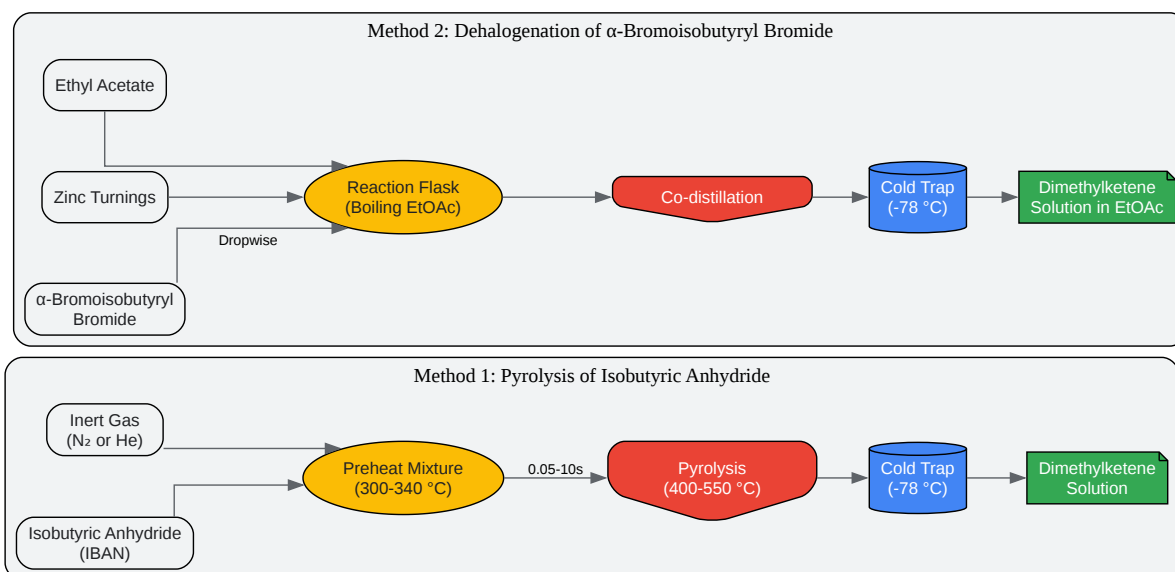 Method 2: Dehalogenation of α-Bromoisobutyryl Bromide
Ethyl Acetate
Zinc Turnings
Dropwise
α-Bromoisobutyryl
Bromide
Reaction Flask
(Boiling EtOAc)
Co-distillation
Cold Trap
(-78 °C)
Dimethylketene
Solution in EtOAc
Method 1: Pyrolysis of Isobutyric Anhydride
Inert Gas
(N₂ or He)
Isobutyric Anhydride
(IBAN)
Preheat Mixture
(300-340 °C)
0.05-10s
Pyrolysis
(400-550 °C)
Cold Trap
(-78 °C)
Dimethylketene
Solution